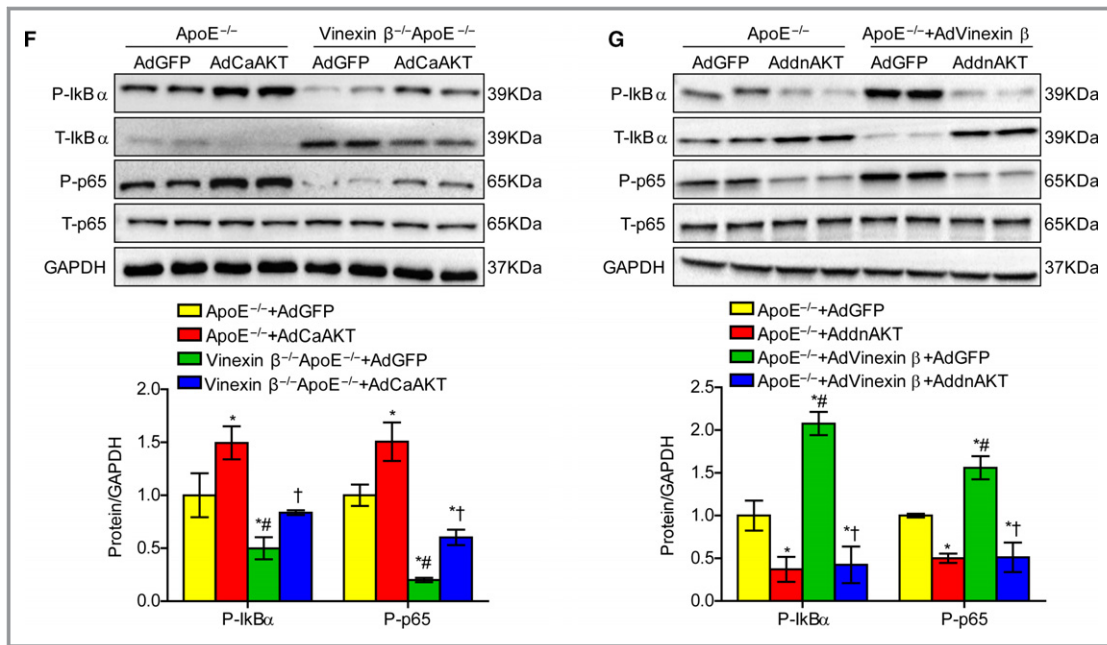 F
ApoE⁻/⁻ Vinexin β⁻/⁻ApoE⁻/⁻
AdGFP AdCaAKT AdGFP AdCaAKT
P-IkBα 39KDa
T-IkBα 39KDa
P-p65 65KDa
T-p65 65KDa
GAPDH 37KDa
ApoE⁻/⁻+AdGFP
ApoE⁻/⁻+AdCaAKT
Vinexin β⁻/⁻ApoE⁻/⁻+AdGFP
Vinexin β⁻/⁻ApoE⁻/⁻+AdCaAKT
Protein/GAPDH
2.0
1.5
1.0
0.5
0.0
* *# † * *# *†
P-IkBα P-p65
G
ApoE⁻/⁻ ApoE⁻/⁻+AdVinexin β
AdGFP AddnAKT AdGFP AddnAKT
P-IkBα 39KDa
T-IkBα 39KDa
P-p65 65KDa
T-p65 65KDa
GAPDH 37KDa
ApoE⁻/⁻+AdGFP
ApoE⁻/⁻+AddnAKT
ApoE⁻/⁻+AdVinexin β+AdGFP
ApoE⁻/⁻+AdVinexin β+AddnAKT
Protein/GAPDH
2.5
2.0
1.5
1.0
0.5
0.0
* *# *† * *# *†
P-IkBα P-p65